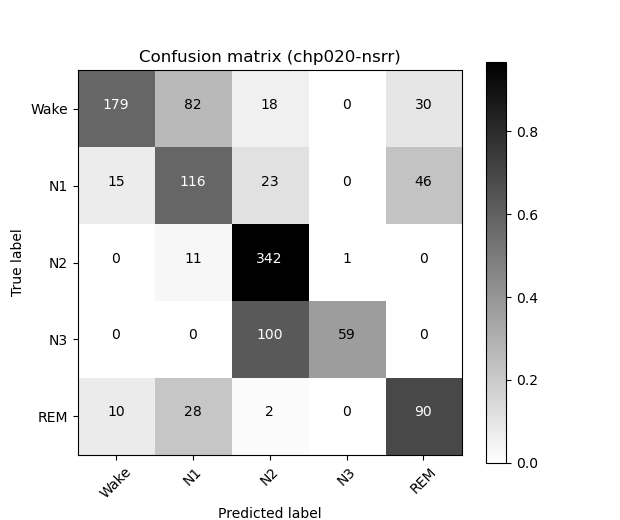 Confusion matrix (chp020-nsrr)
True label
Wake 179 82 18 0 30
N1 15 116 23 0 46
N2 0 11 342 1 0
N3 0 0 100 59 0
REM 10 28 2 0 90
Wake N1 N2 N3 REM
Predicted label
0.8
0.6
0.4
0.2
0.0